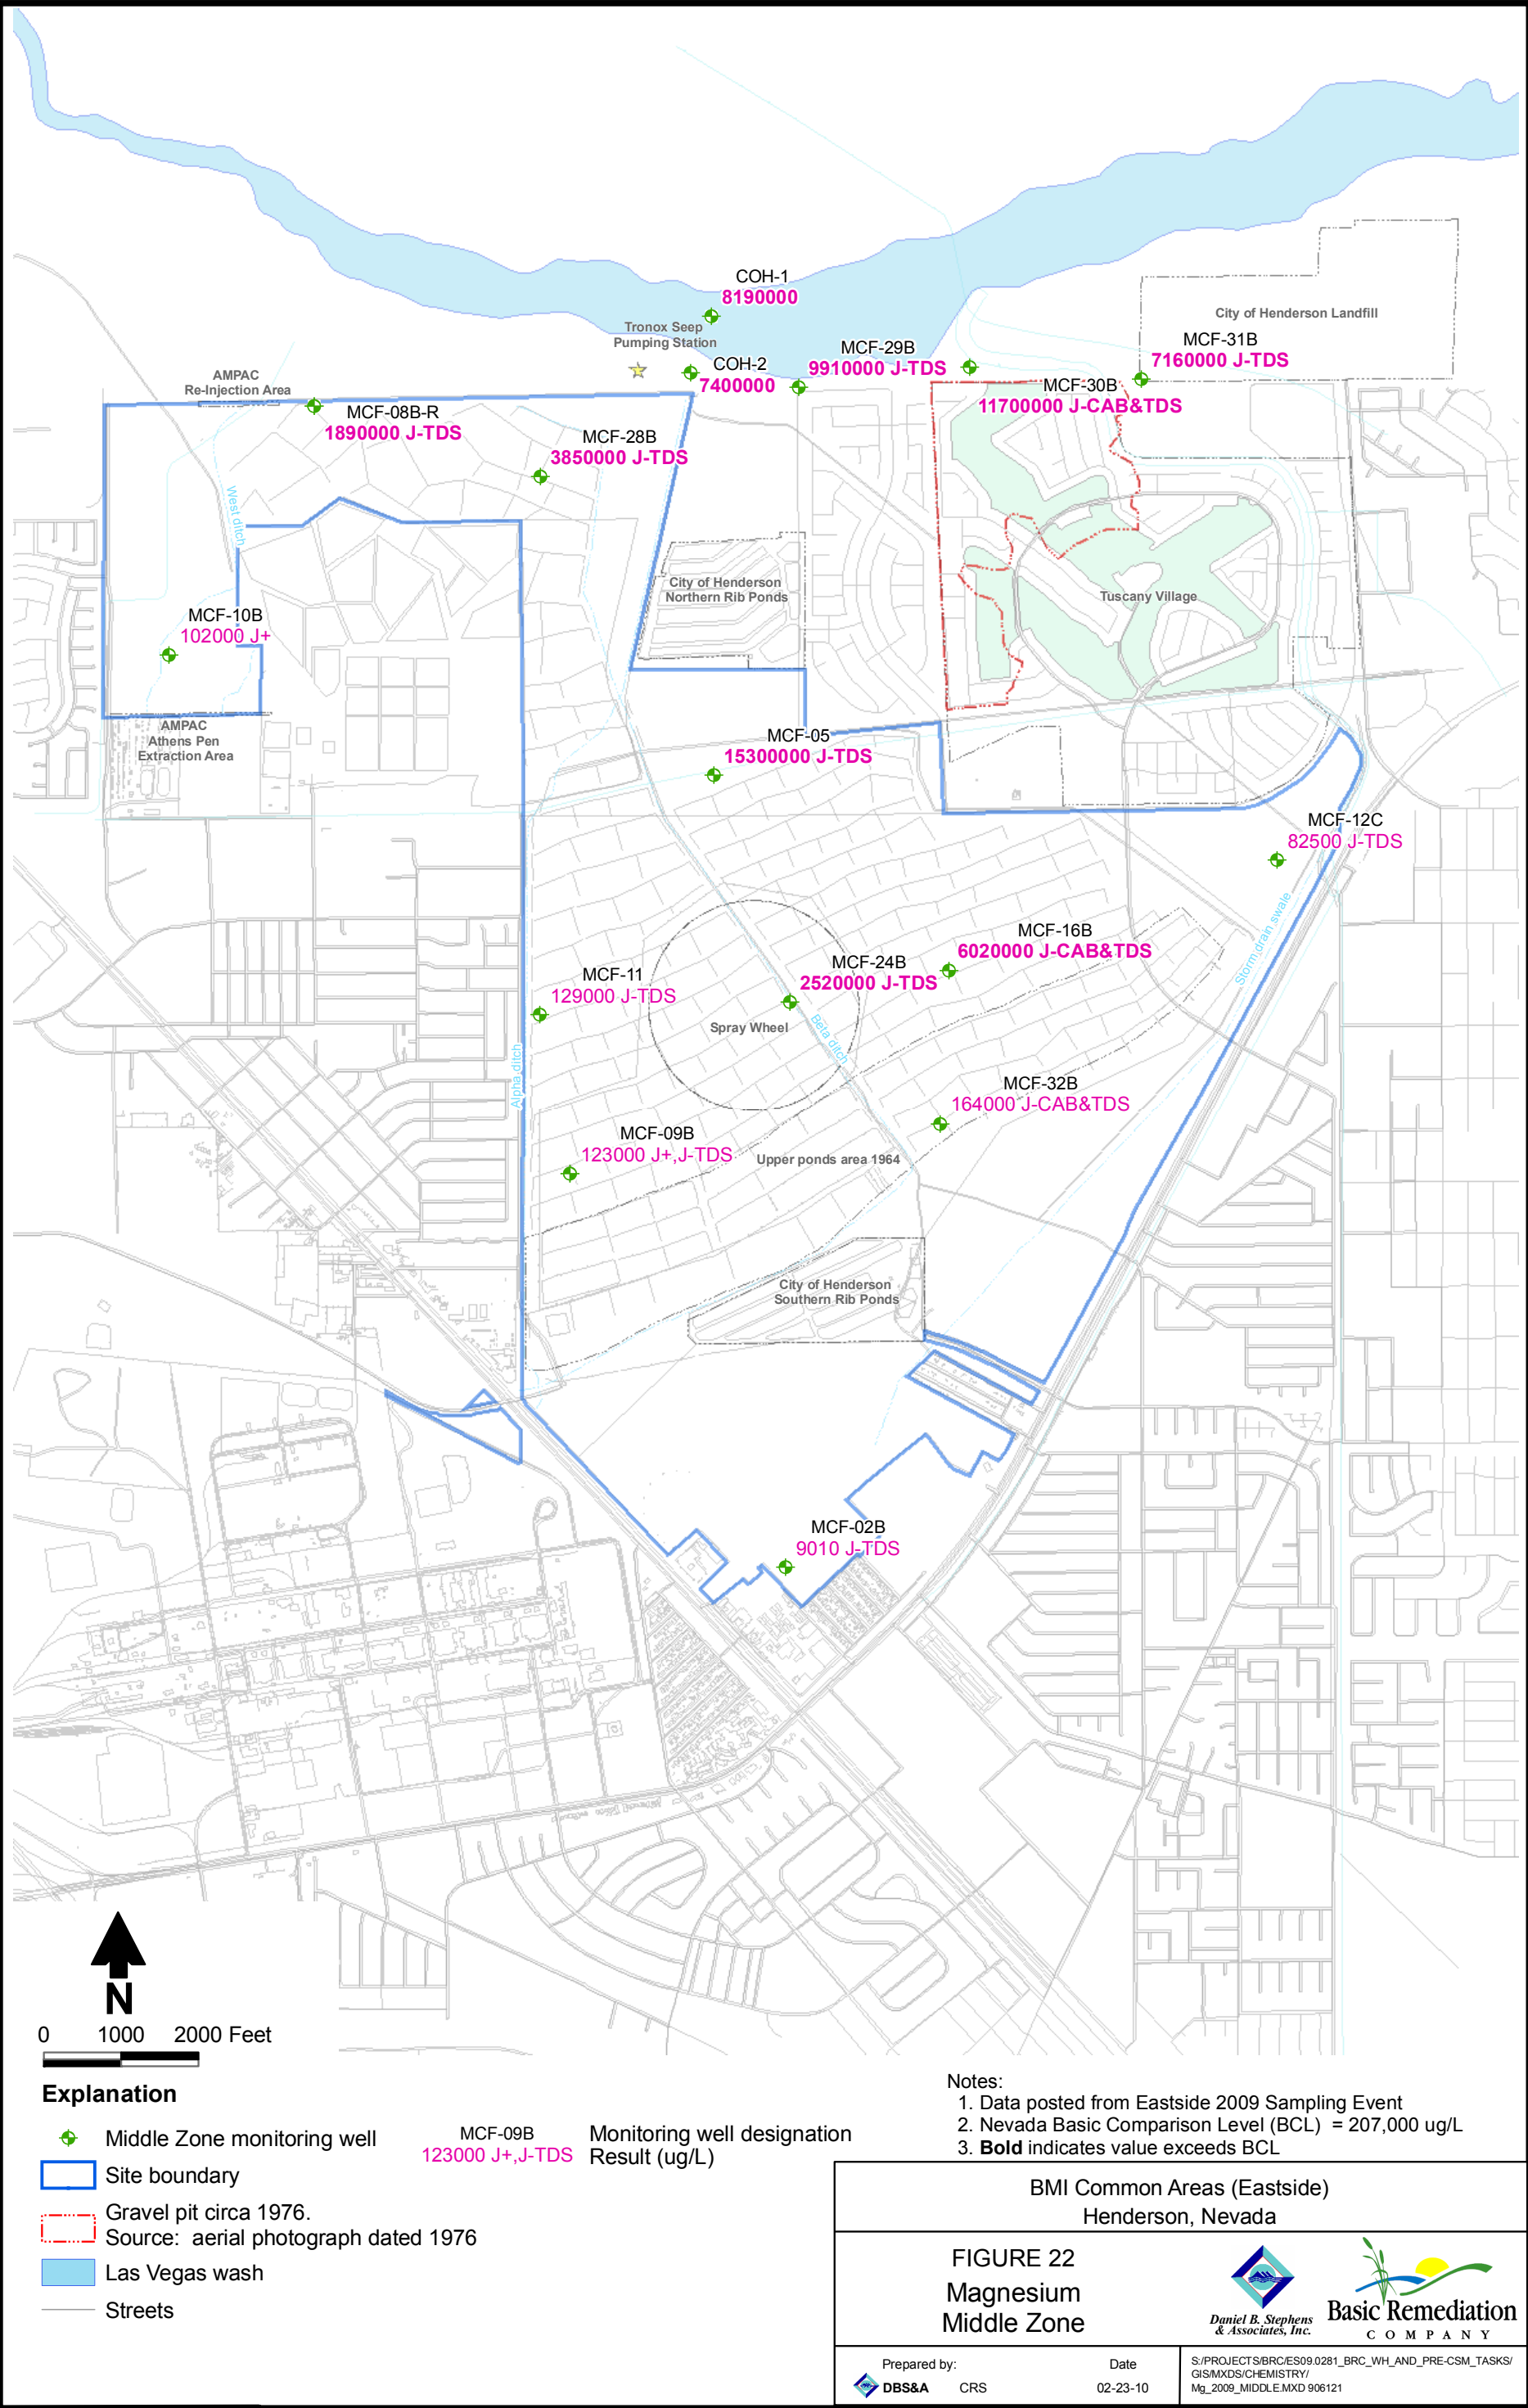 COH-1
8190000
Tronox Seep
Pumping Station
City of Henderson Landfill
MCF-31B
7160000 J-TDS
MCF-29B
9910000 J-TDS
COH-2
7400000
AMPAC
Re-Injection Area
MCF-30B
11700000 J-CAB&TDS
MCF-08B-R
1890000 J-TDS
MCF-28B
3850000 J-TDS
West ditch
City of Henderson
Northern Rib Ponds
Tuscany Village
MCF-10B
102000 J+
AMPAC
Athens Pen
Extraction Area
MCF-05
15300000 J-TDS
MCF-12C
82500 J-TDS
Storm drain swale
MCF-16B
6020000 J-CAB&TDS
MCF-24B
2520000 J-TDS
MCF-11
129000 J-TDS
Spray Wheel
Beta ditch
Alpha ditch
MCF-32B
164000 J-CAB&TDS
MCF-09B
123000 J+,J-TDS
Upper ponds area 1964
City of Henderson
Southern Rib Ponds
MCF-02B
9010 J-TDS
N
0 1000 2000 Feet
Explanation
Middle Zone monitoring well
MCF-09B
123000 J+,J-TDS
Monitoring well designation
Result (ug/L)
Site boundary
Gravel pit circa 1976.
Source: aerial photograph dated 1976
Las Vegas wash
Streets
Notes:
1. Data posted from Eastside 2009 Sampling Event
2. Nevada Basic Comparison Level (BCL) = 207,000 ug/L
3. Bold indicates value exceeds BCL
BMI Common Areas (Eastside)
Henderson, Nevada
FIGURE 22
Magnesium
Middle Zone
Daniel B. Stephens
& Associates, Inc.
Basic Remediation
COMPANY
Prepared by:
DBS&A CRS
Date
02-23-10
S:/PROJECTS/BRC/ES09.0281_BRC_WH_AND_PRE-CSM_TASKS/
GIS/MXDS/CHEMISTRY/
Mg_2009_MIDDLE.MXD 906121